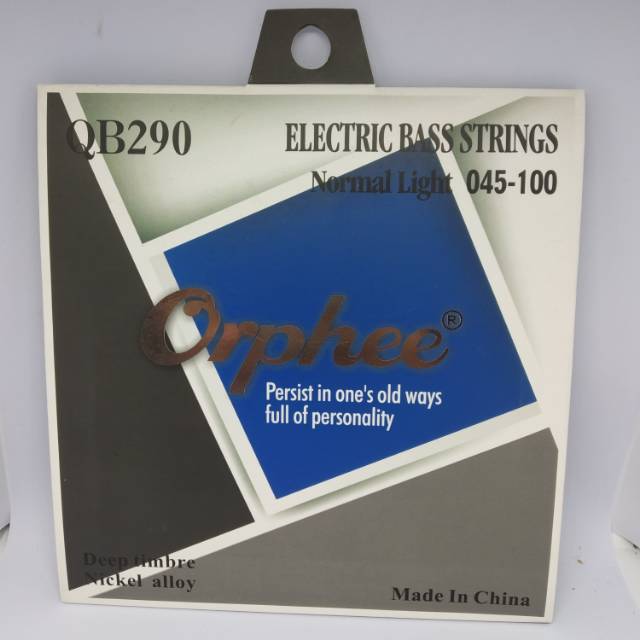 QB290
ELECTRIC BASS STRINGS
Normal Light 045-100
Orphee®
Persist in one's old ways
full of personality
Deep timbre
Nickel alloy
Made In China